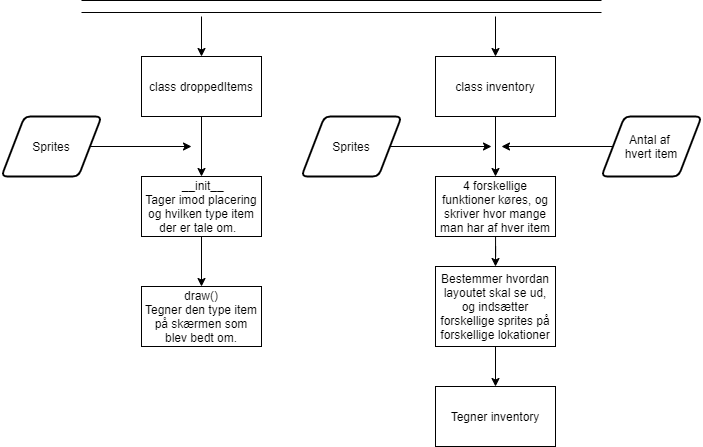 class droppedItems
Sprites
__init__
Tager imod placering
og hvilken type item
der er tale om.
draw()
Tegner den type item
på skærmen som
blev bedt om.
class inventory
Sprites
Antal af
hvert item
4 forskellige
funktioner køres, og
skriver hvor mange
man har af hver item
Bestemmer hvordan
layoutet skal se ud,
og indsætter
forskellige sprites på
forskellige lokationer
Tegner inventory